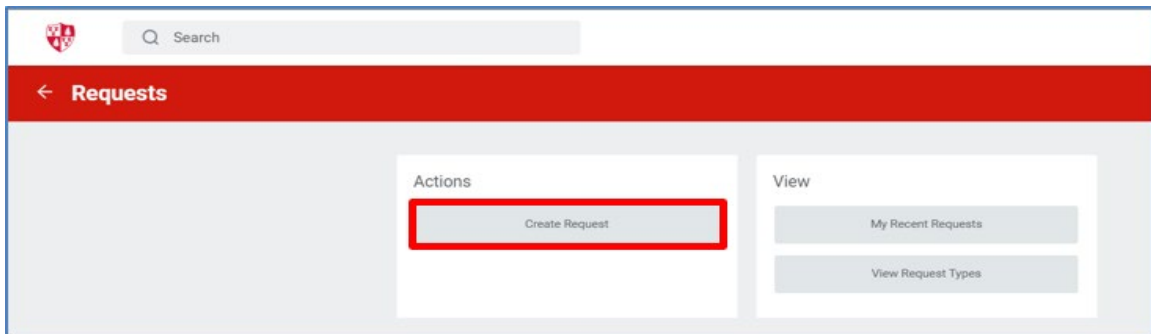 Search
Requests
Actions
Create Request
View
My Recent Requests
View Request Types